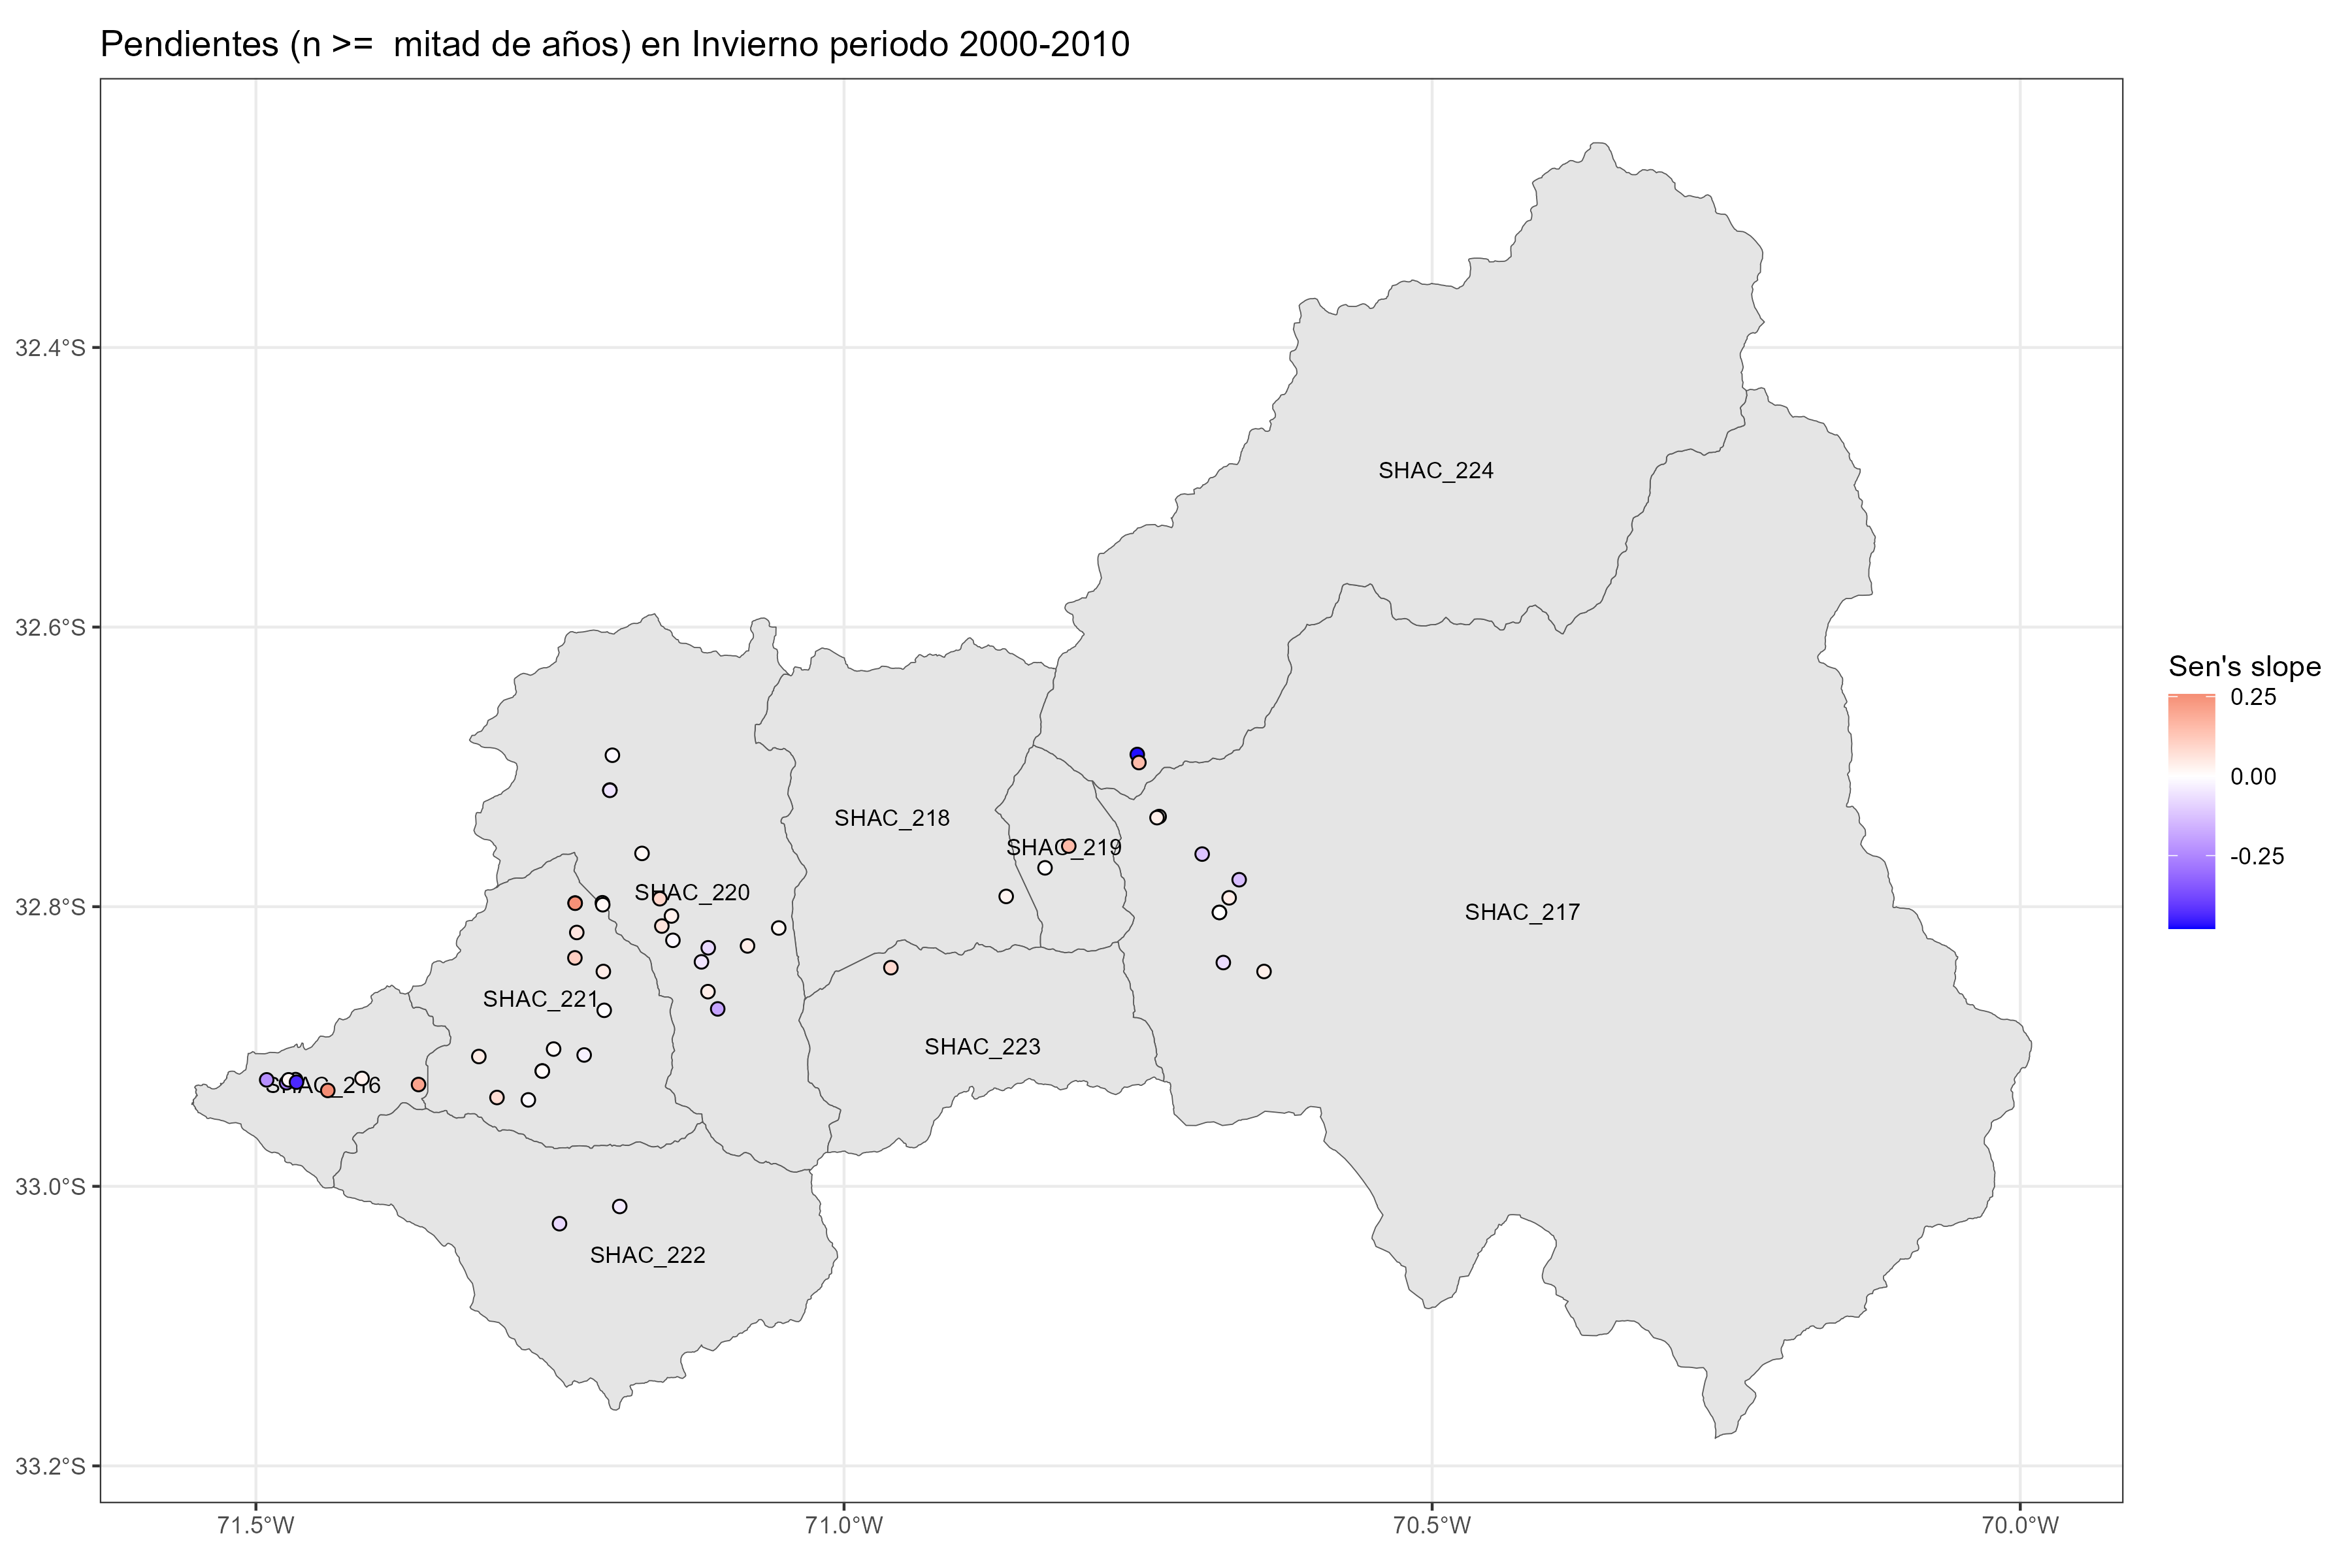 Pendientes (n >=  mitad de años) en Invierno periodo 2000-2010
32.4°S
32.6°S
32.8°S
33.0°S
33.2°S
71.5°W
71.0°W
70.5°W
70.0°W
SHAC_224
SHAC_218
SHAC_219
SHAC_220
SHAC_217
SHAC_221
SHAC_223
SHAC_216
SHAC_222
Sen's slope
0.25
0.00
-0.25